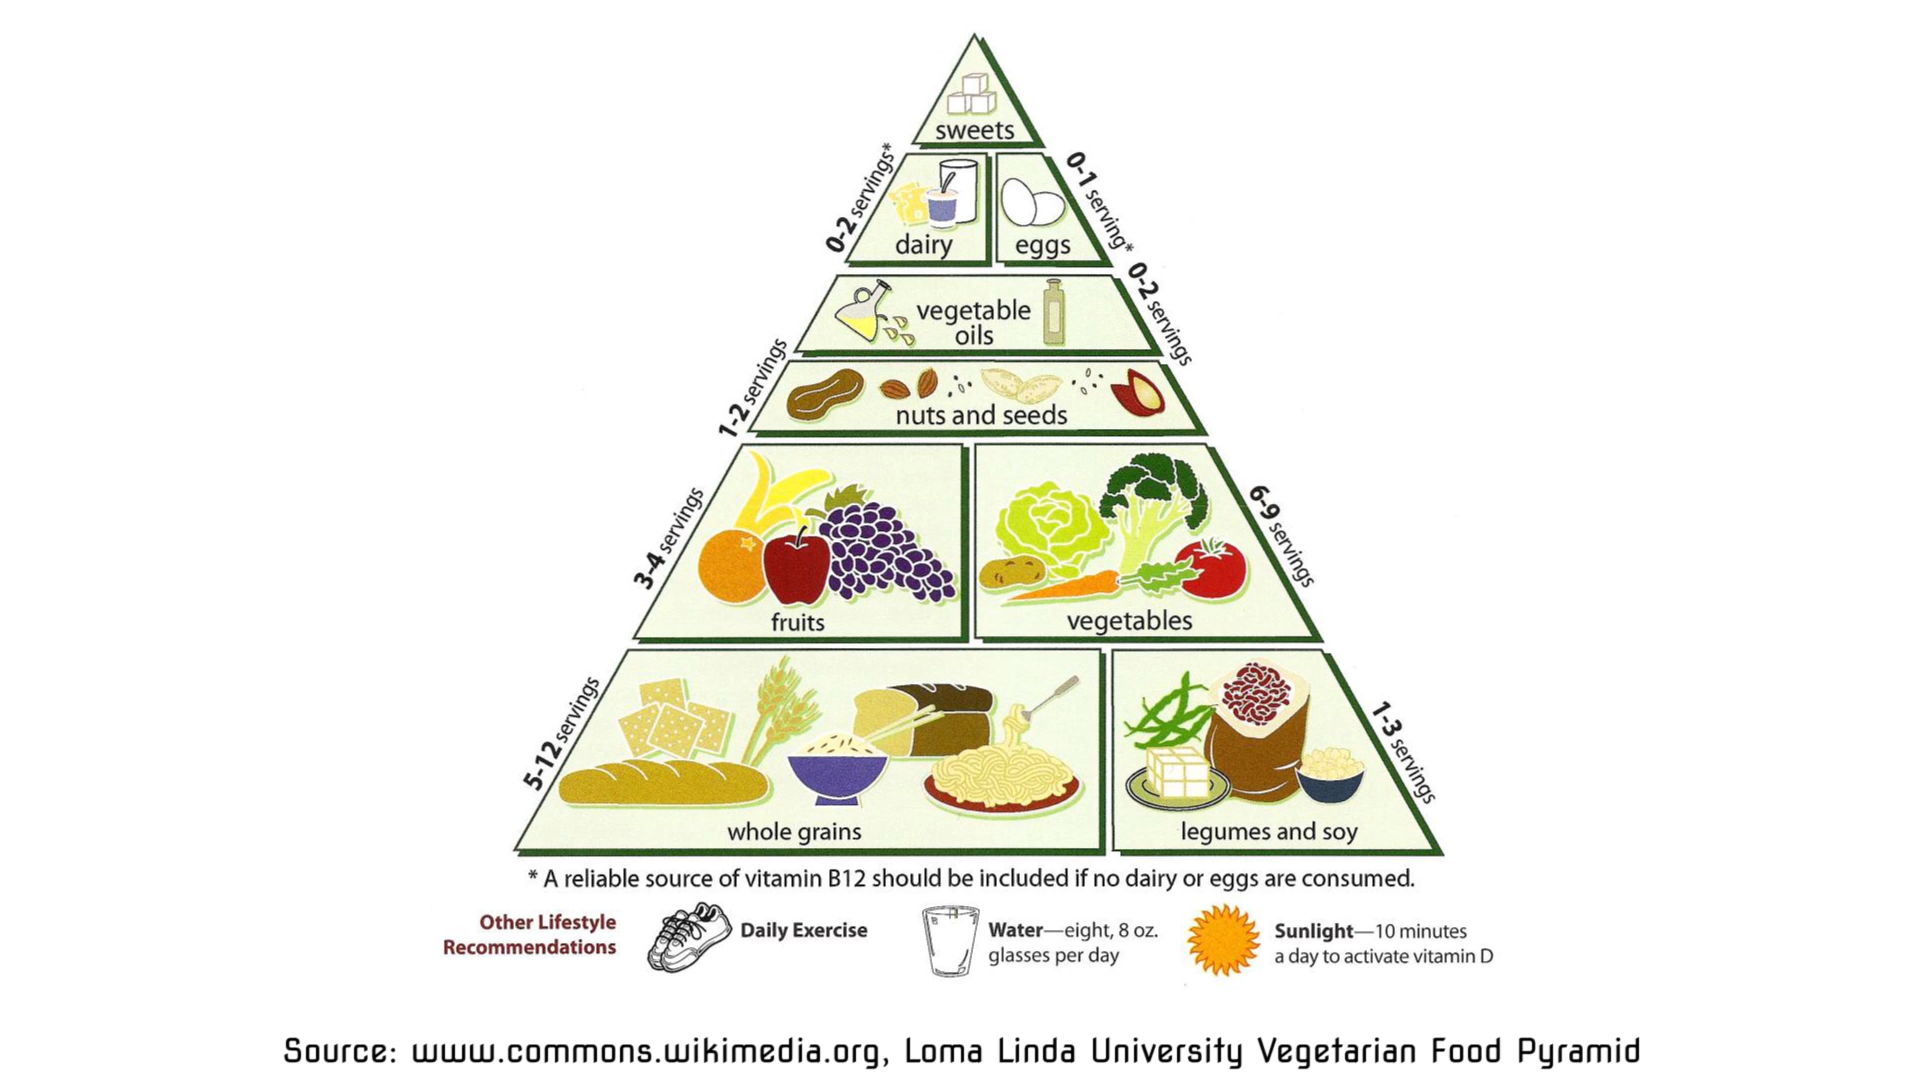 sweets
0-2 servings*
dairy
eggs
0-1 serving*
vegetable
oils
0-2 servings
1-2 servings
nuts and seeds
3-4 servings
fruits
vegetables
6-9 servings
5-12 servings
whole grains
legumes and soy
1-3 servings
* A reliable source of vitamin B12 should be included if no dairy or eggs are consumed.
Other Lifestyle
Recommendations
Daily Exercise
Water—eight, 8 oz.
glasses per day
Sunlight—10 minutes
a day to activate vitamin D
Source: www.commons.wikimedia.org, Loma Linda University Vegetarian Food Pyramid